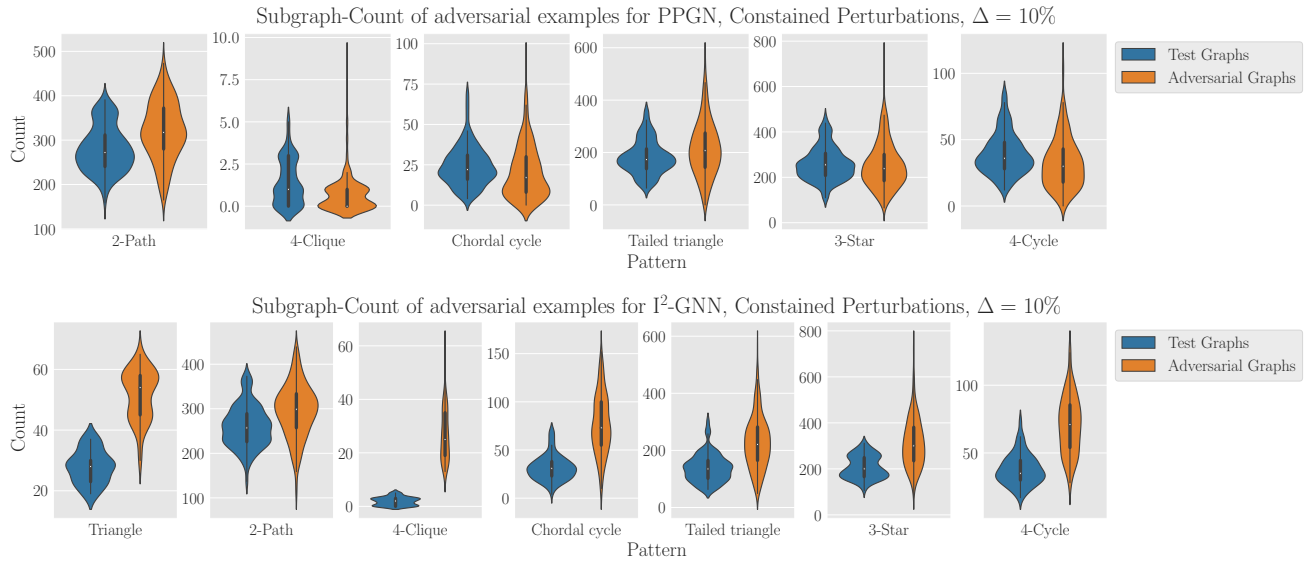 Subgraph-Count of adversarial examples for PPGN, Constained Perturbations, Δ = 10%
Count
500
400
300
200
100
2-Path
10.0
7.5
5.0
2.5
0.0
4-Clique
100
75
50
25
0
Chordal cycle
600
400
200
0
Tailed triangle
800
600
400
200
0
3-Star
100
50
0
4-Cycle
Test Graphs
Adversarial Graphs
Pattern
Subgraph-Count of adversarial examples for I²-GNN, Constained Perturbations, Δ = 10%
Count
60
40
20
Triangle
400
300
200
100
2-Path
60
40
20
0
4-Clique
150
100
50
0
Chordal cycle
600
400
200
0
Tailed triangle
800
600
400
200
0
3-Star
100
50
4-Cycle
Test Graphs
Adversarial Graphs
Pattern